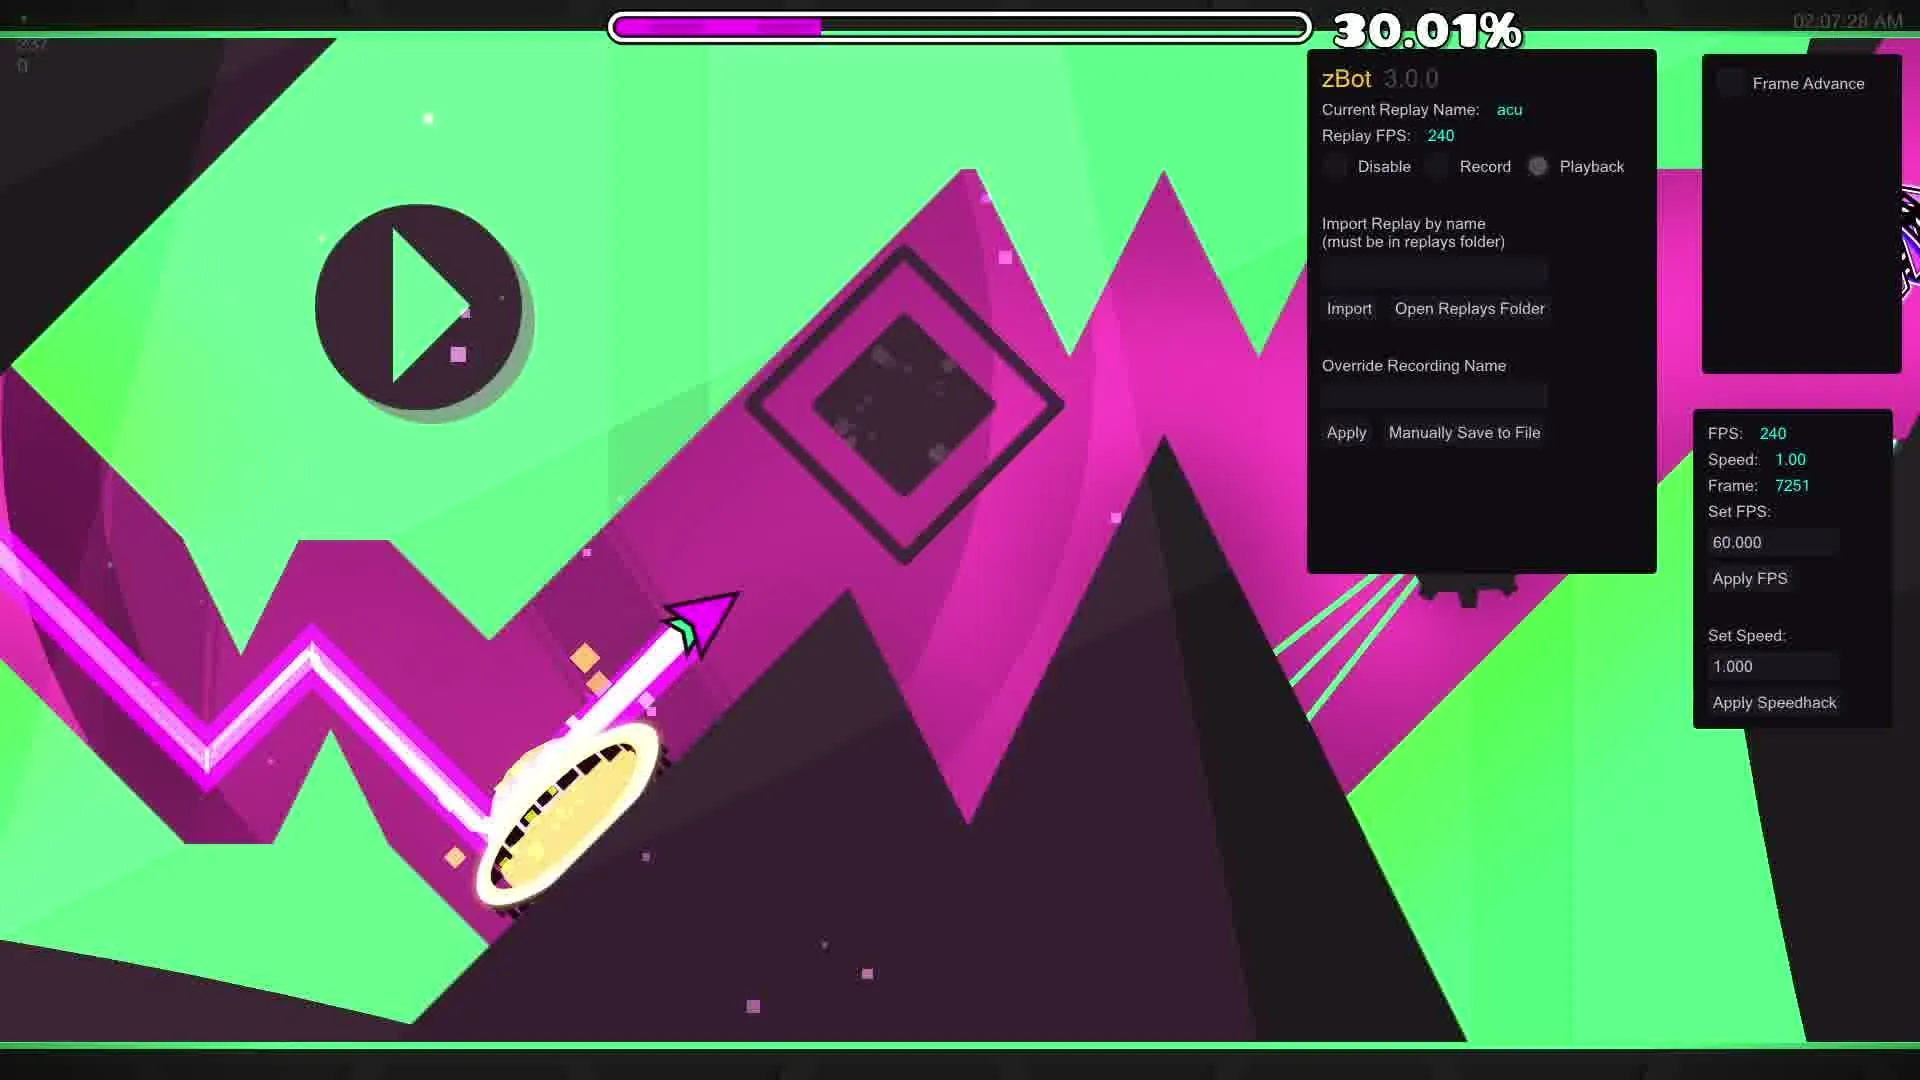 30.01%
02:07:28 AM
0
zBot 3.0.0
Current Replay Name: acu
Replay FPS: 240
Disable Record Playback
Import Replay by name
(must be in replays folder)
Import Open Replays Folder
Override Recording Name
Apply Manually Save to File
Frame Advance
FPS: 240
Speed: 1.00
Frame: 7251
Set FPS:
60.000
Apply FPS
Set Speed:
1.000
Apply Speedhack